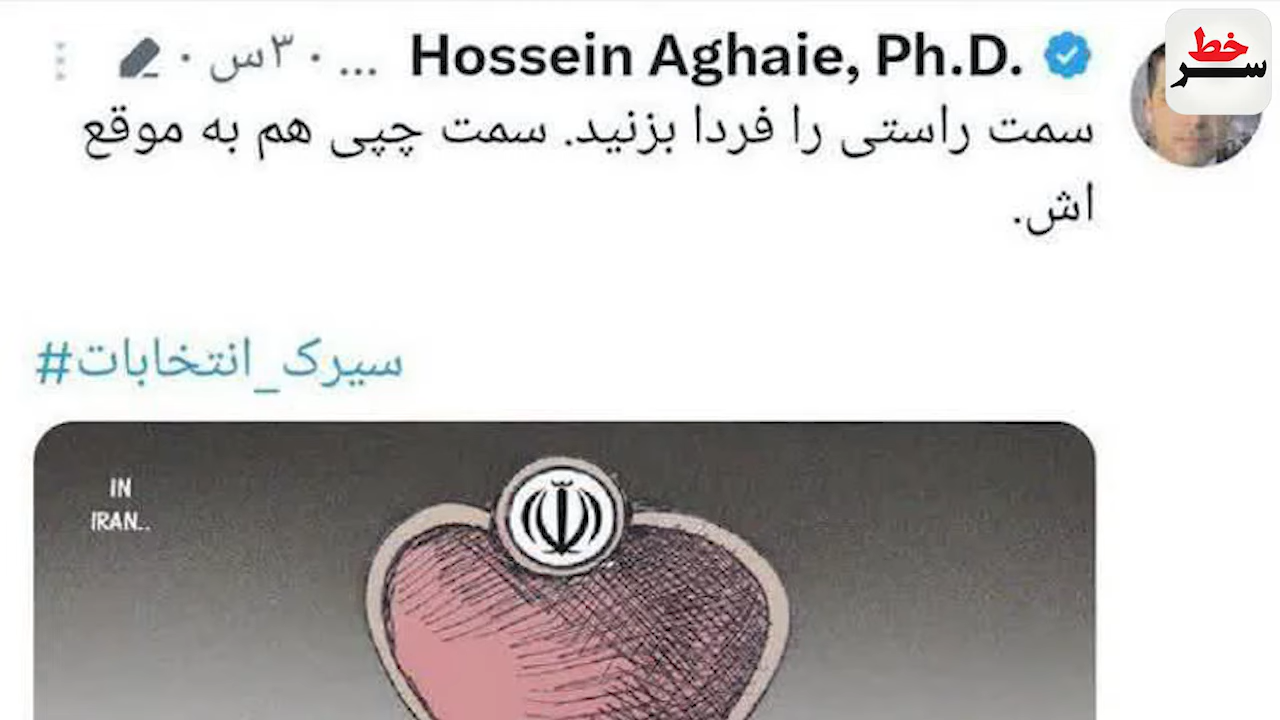 خط
سر
Hossein Aghaie, Ph.D. ... · ۳۰س ·
سمت راستی را فردا بزنید. سمت چپی هم به موقع
اش.
#سیرک_انتخابات
IN
IRAN..